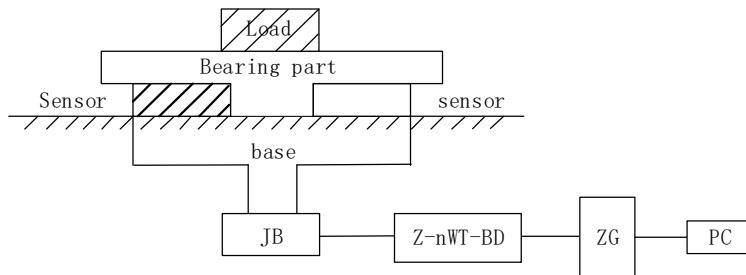 Load
Bearing part
Sensor
sensor
base
JB
Z-nWT-BD
ZG
PC